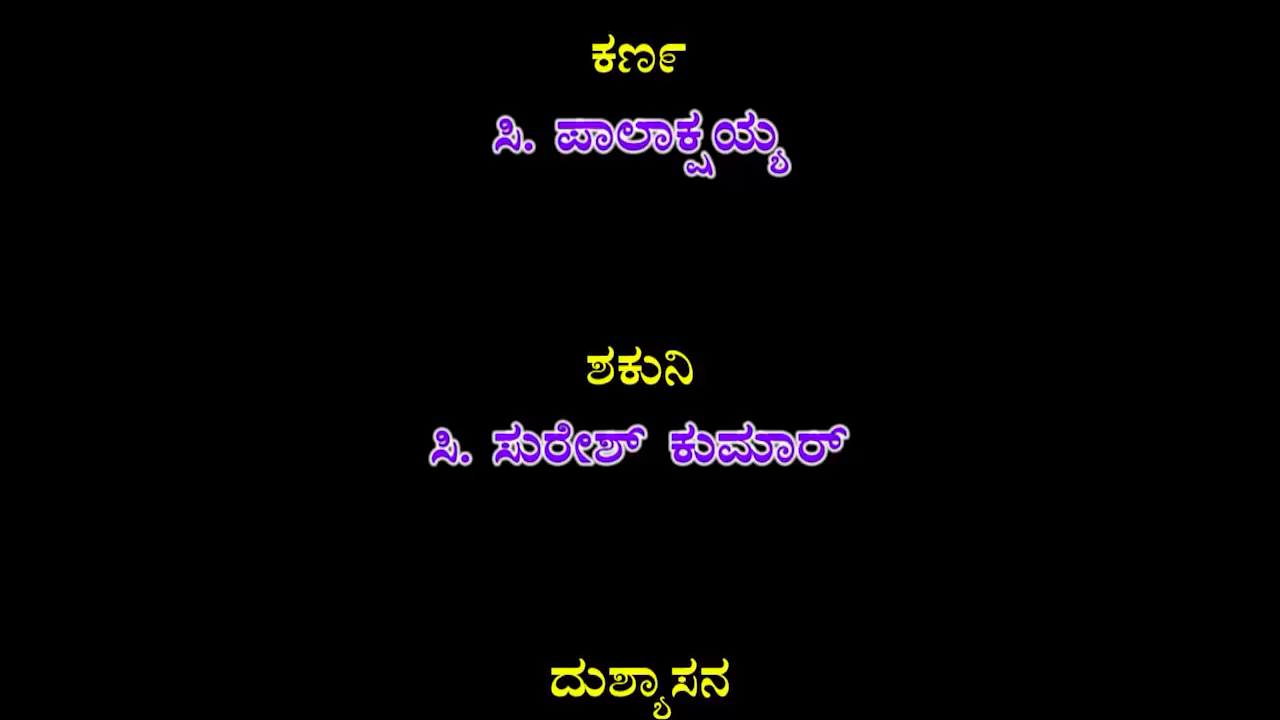 ಕರ್ಣ
ಸಿ. ಪಾಲಾಕ್ಷಯ್ಯ
ಶಕುನಿ
ಸಿ. ಸುರೇಶ್ ಕುಮಾರ್
ದುಶ್ಯಾಸನ